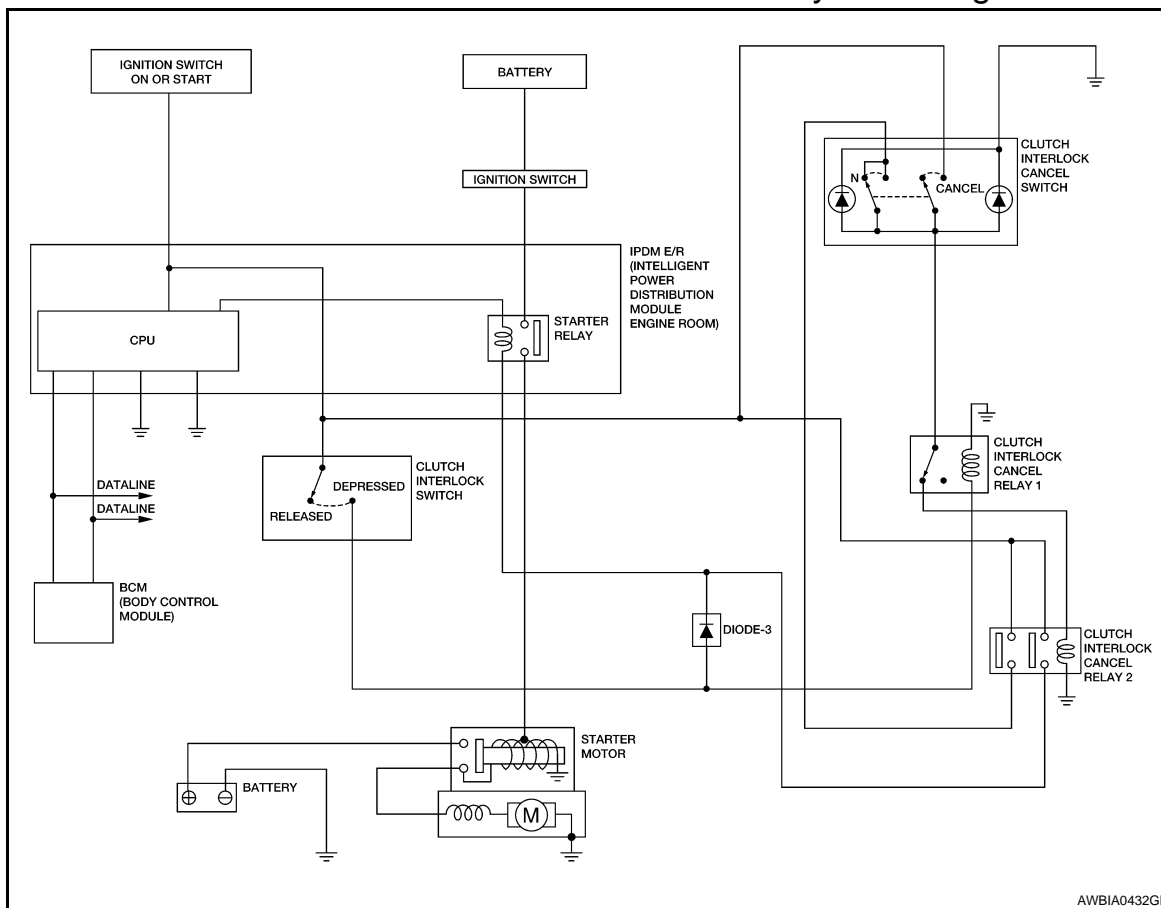 IGNITION SWITCH
ON OR START
BATTERY
IGNITION SWITCH
CLUTCH
INTERLOCK
CANCEL
SWITCH
N
CANCEL
IPDM E/R
(INTELLIGENT
POWER
DISTRIBUTION
MODULE
ENGINE ROOM)
CPU
STARTER
RELAY
CLUTCH
INTERLOCK
CANCEL
RELAY 1
CLUTCH
INTERLOCK
SWITCH
DEPRESSED
RELEASED
DATALINE
DATALINE
BCM
(BODY CONTROL
MODULE)
DIODE-3
CLUTCH
INTERLOCK
CANCEL
RELAY 2
STARTER
MOTOR
BATTERY
M
AWBIA0432G